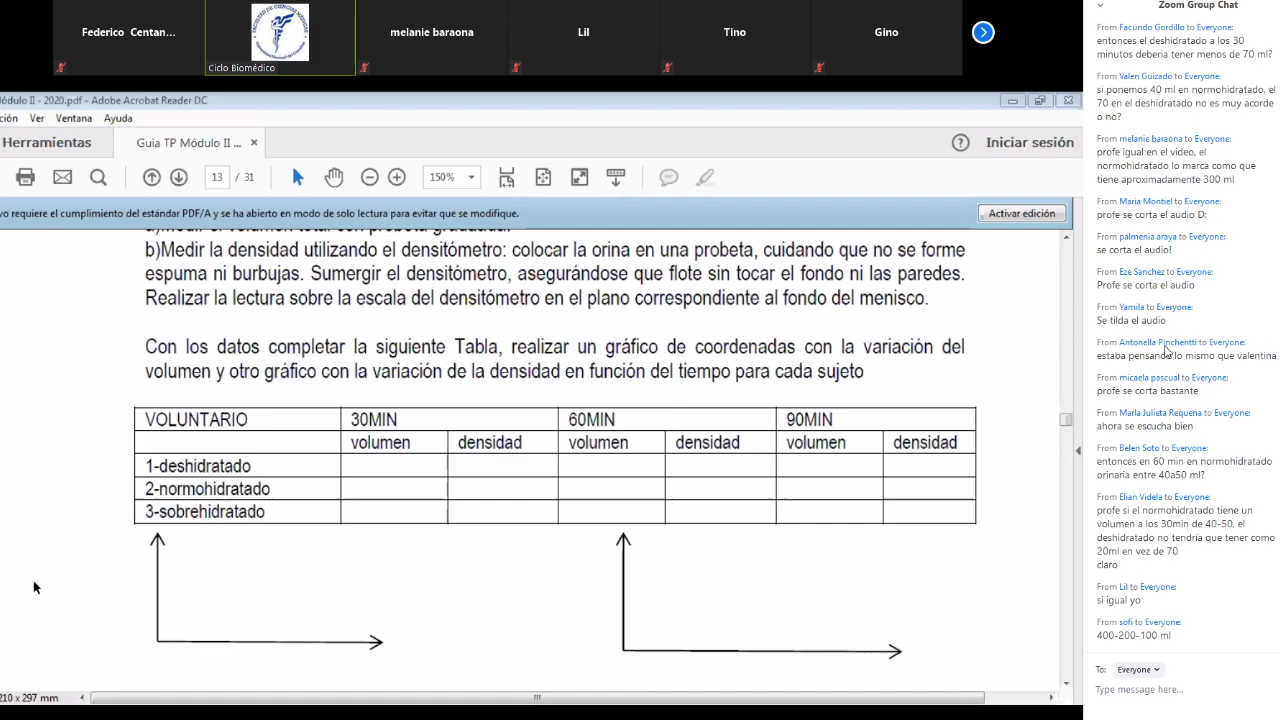 Federico Centan...
Ciclo Biomédico
melanie baraona
Lil
Tino
Gino
ódulo II - 2020.pdf - Adobe Acrobat Reader DC
ción Ver Ventana Ayuda
Herramientas
Guia TP Módulo II ... ×
Iniciar sesión
13 / 31
150%
vo requiere el cumplimiento del estándar PDF/A y se ha abierto en modo de solo lectura para evitar que se modifique.
Activar edición
b)Medir la densidad utilizando el densitómetro: colocar la orina en una probeta, cuidando que no se forme
espuma ni burbujas. Sumergir el densitómetro, asegurándose que flote sin tocar el fondo ni las paredes.
Realizar la lectura sobre la escala del densitómetro en el plano correspondiente al fondo del menisco.
Con los datos completar la siguiente Tabla, realizar un gráfico de coordenadas con la variación del
volumen y otro gráfico con la variación de la densidad en función del tiempo para cada sujeto
VOLUNTARIO 30MIN 60MIN 90MIN
volumen densidad volumen densidad volumen densidad
1-deshidratado
2-normohidratado
3-sobrehidratado
210 x 297 mm
Zoom Group Chat
From Facundo Gordillo to Everyone:
entonces el deshidratado a los 30
minutos deberia tener menos de 70 ml?
From Valen Guizado to Everyone:
si ponemos 40 ml en normohidratado, el
70 en el deshidratado no es muy acorde
o no?
From melanie baraona to Everyone:
profe igual en el video, el
normohidratado lo marca como que
tiene aproximadamente 300 ml
From Maria Montiel to Everyone:
profe se corta el audio D:
From palmenia araya to Everyone:
se corta el audio!
From Eze Sanchez to Everyone:
Profe se corta el audio
From Yamila to Everyone:
Se tilda el audio
From Antonella Pinchentti to Everyone:
estaba pensando lo mismo que valentina
From micaela pascual to Everyone:
profe se corta bastante
From Marla Julieta Requena to Everyone:
ahora se escucha bien
From Belen Soto to Everyone:
entonces en 60 min en normohidratado
orinaria entre 40a50 ml?
From Elian Videla to Everyone:
profe si el normohidratado tiene un
volumen a los 30min de 40-50, el
deshidratado no tendría que tener como
20ml en vez de 70
claro
From Lil to Everyone:
si igual yo
From sofi to Everyone:
400-200-100 ml
To: Everyone
Type message here...